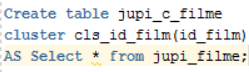 Create table jupi_c_filme
cluster cls_id_film(id_film)
AS Select * from jupi_filme;